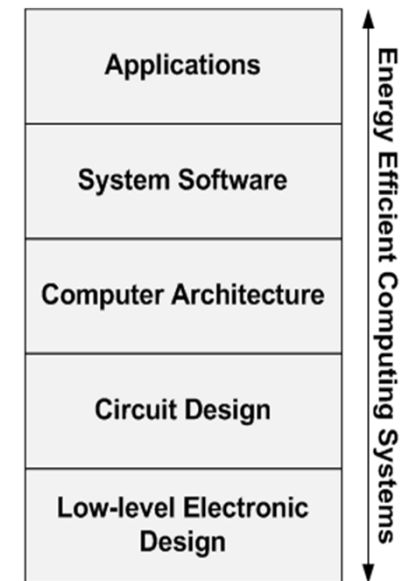 Applications
System Software
Computer Architecture
Circuit Design
Low-level Electronic
Design
Energy Efficient Computing Systems